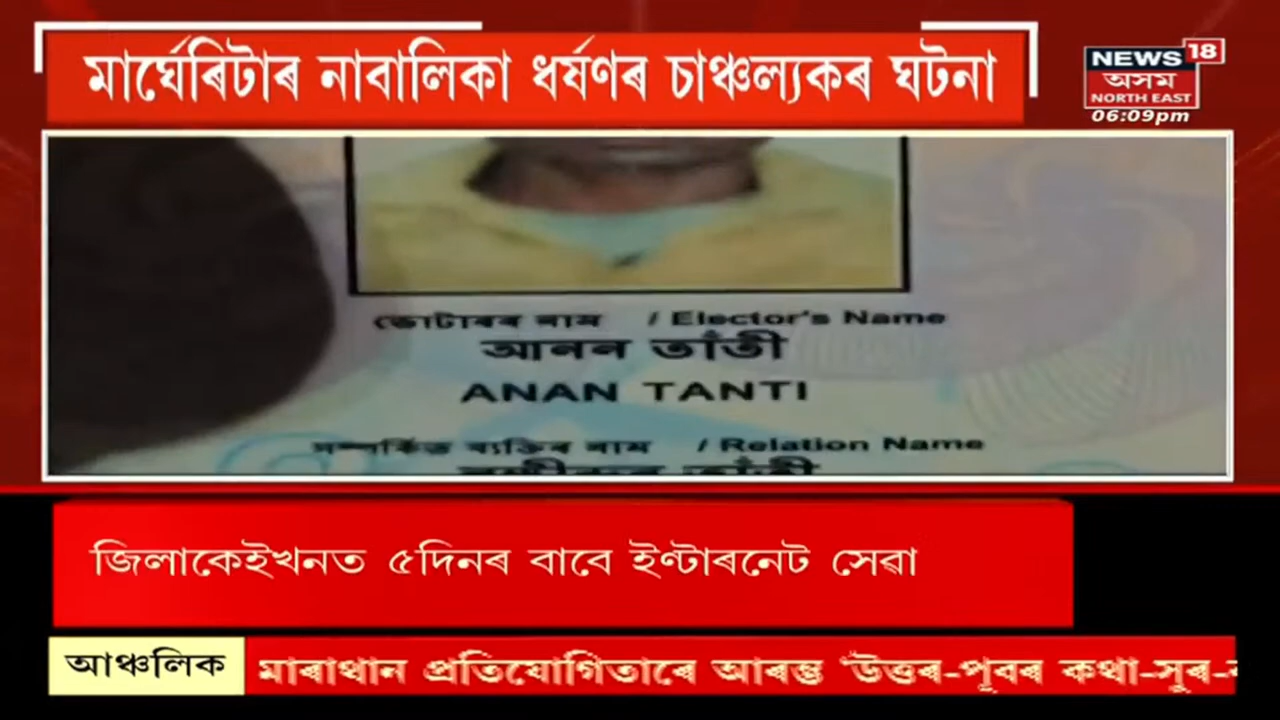 মাৰ্ঘেৰিটাৰ নাবালিকা ধৰ্ষণৰ চাঞ্চল্যকৰ ঘটনা
NEWS 18
অসম
NORTH EAST
06:09pm
ভোটাৰৰ নাম / Elector's Name
আনন তাঁতী
ANAN TANTI
সম্পৰ্কিত ব্যক্তিৰ নাম / Relation Name
তাঁতী
জিলাকেইখনত ৫দিনৰ বাবে ইণ্টাৰনেট সেৱা
আঞ্চলিক
মাৰাথান প্ৰতিযোগিতাৰে আৰম্ভ 'উত্তৰ-পূবৰ কথা-সুৰ-